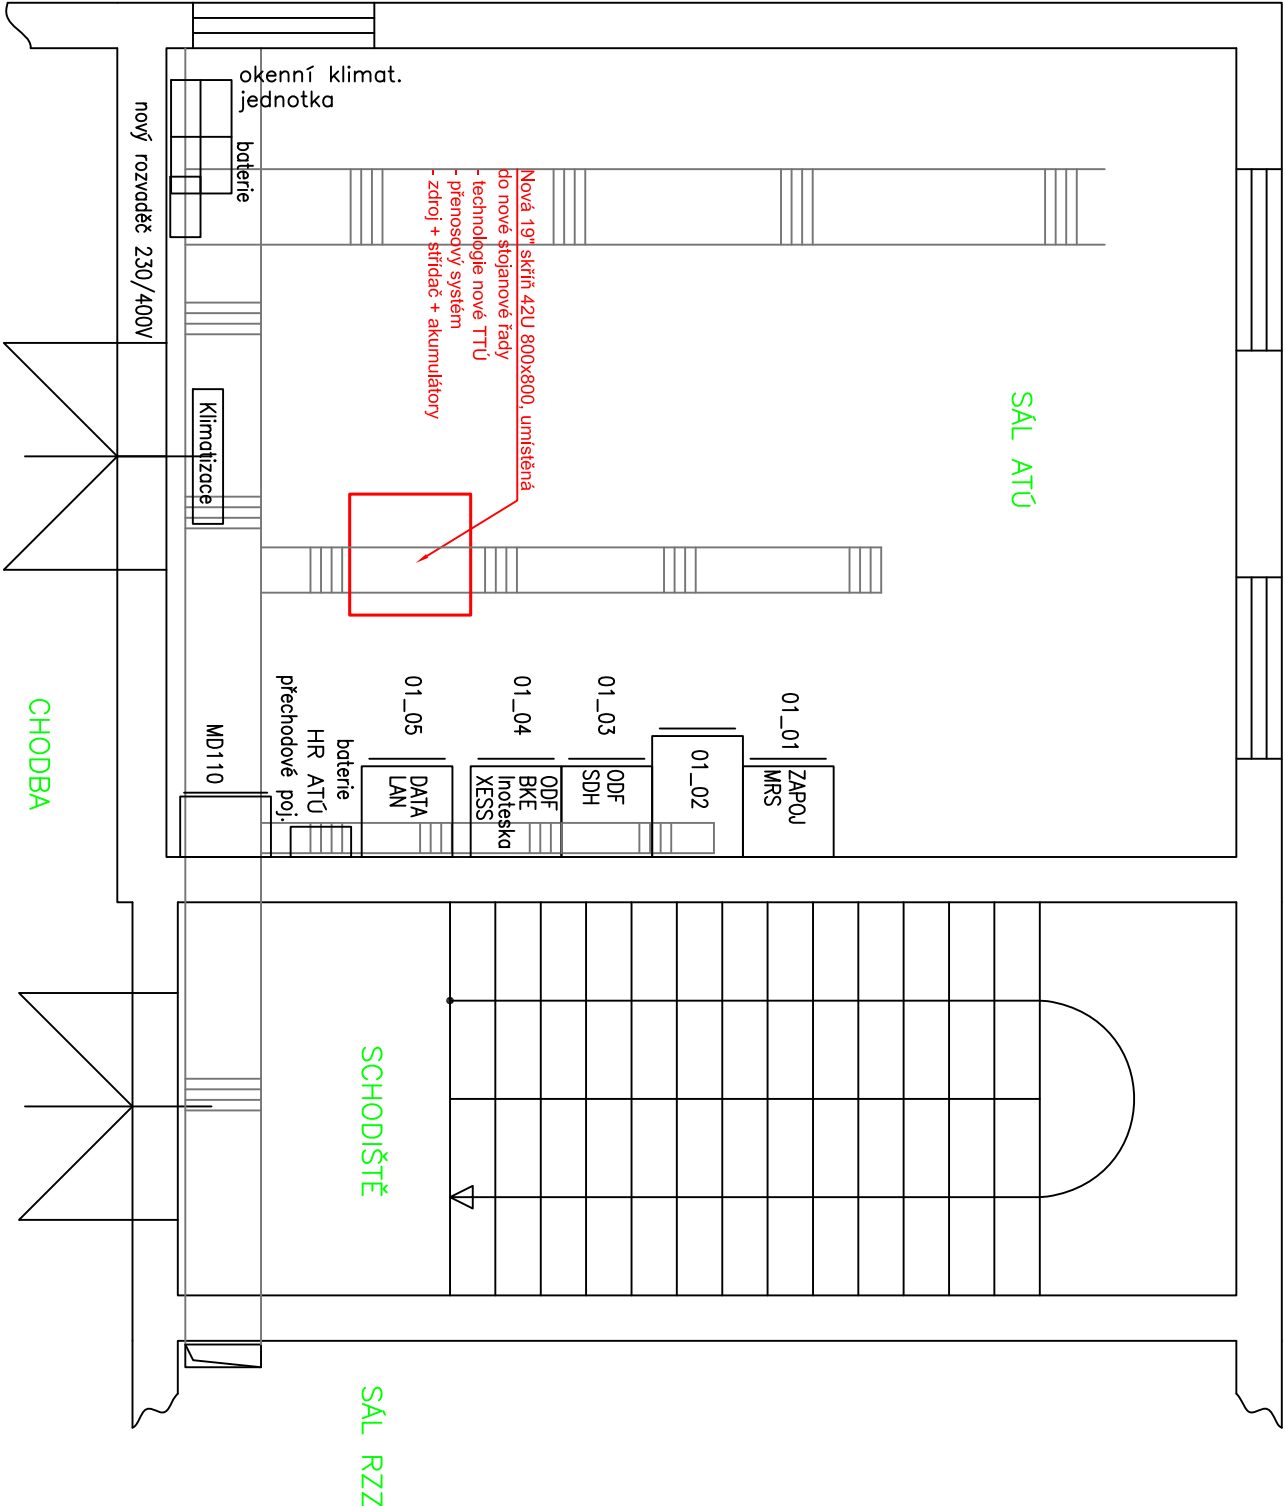 okenní klimat.
jednotka
baterie
nový rozvaděč 230/400V
Nová 19" skříň 42U 800x800, umístěná
do nové stojanové řady
- technologie nové TTÚ
- přenosový systém
- zdroj + střídač + akumulátory
SÁL ATÚ
Klimatizace
CHODBA
MD110
přechodové poj.
HR ATÚ
baterie
01_05
DATA
LAN
01_04
ODF
BKE
Inoteska
XESS
01_03
ODF
SDH
01_02
01_01
ZAPOJ
MRS
SCHODIŠTĚ
SÁL RZZ